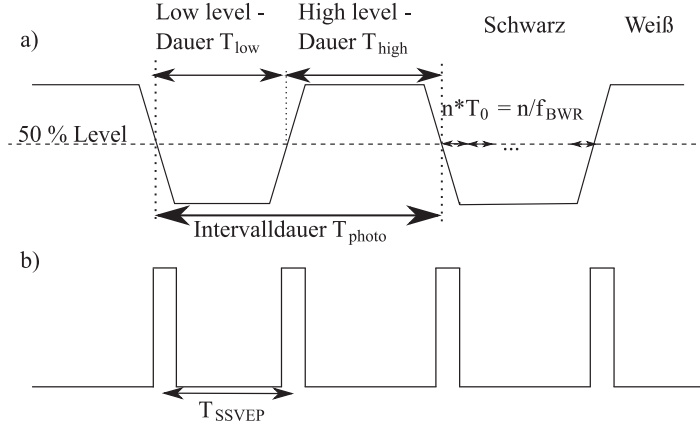 a)
Low level -
Dauer T_low
High level -
Dauer T_high
Schwarz
Weiß
n*T_0 = n/f_BWR
50 % Level
...
Intervalldauer T_photo
b)
T_SSVEP